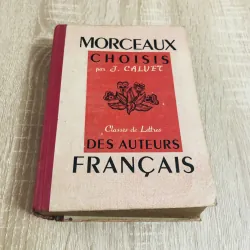 MORCEAUX
CHOISIS
par J. CALVET
Classes de Lettres
DES AUTEURS
FRANÇAIS